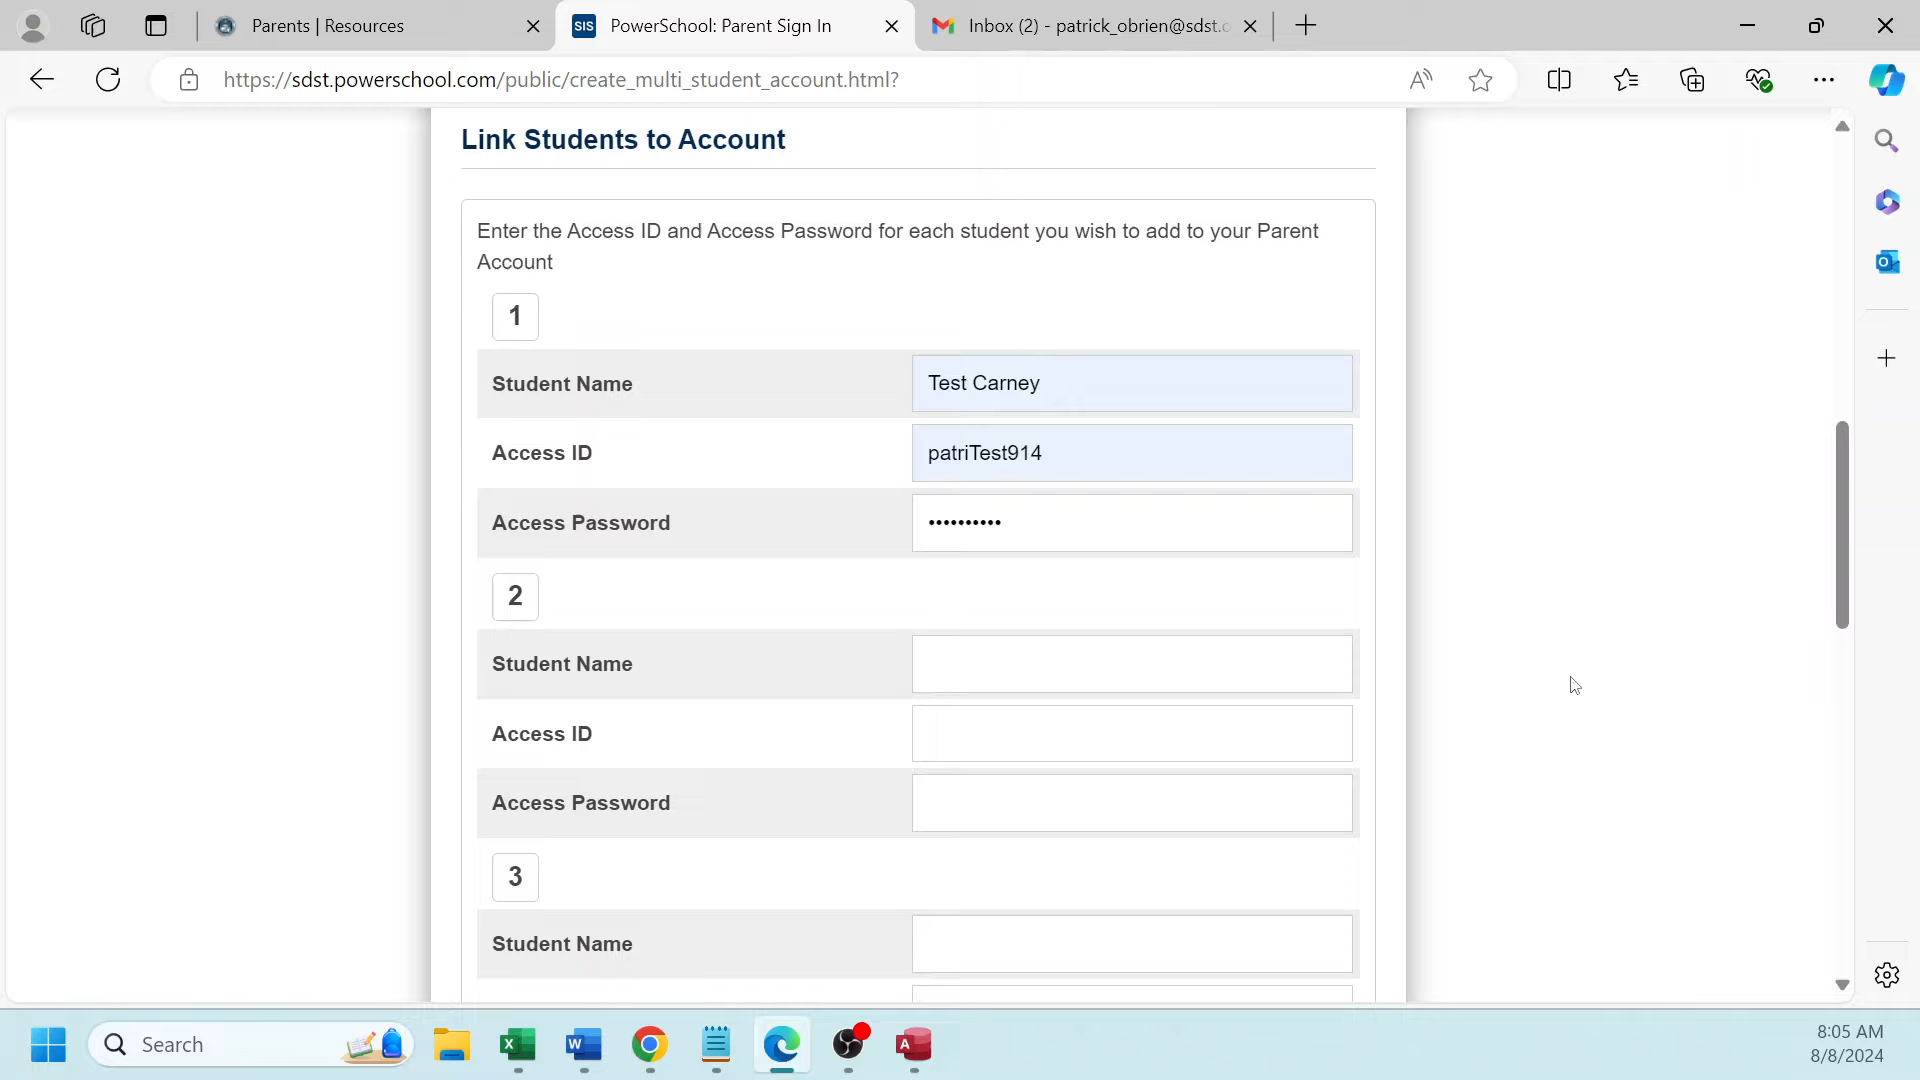 Parents | Resources
SIS
PowerSchool: Parent Sign In
Inbox (2) - patrick_obrien@sdst.o
https://sdst.powerschool.com/public/create_multi_student_account.html?
Link Students to Account
Enter the Access ID and Access Password for each student you wish to add to your Parent
Account
1
Student Name
Test Carney
Access ID
patriTest914
Access Password
••••••••••
2
Student Name
Access ID
Access Password
3
Student Name
Search
8:05 AM
8/8/2024